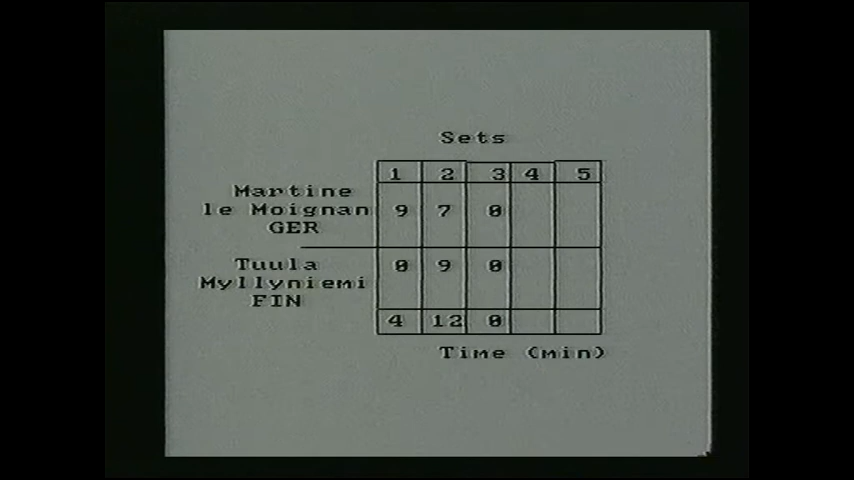 Sets
1 2 3 4 5
Martine
le Moignan 9 7 0
GER
Tuula 0 9 0
Myllyniemi
FIN
4 12 0
Time (min)